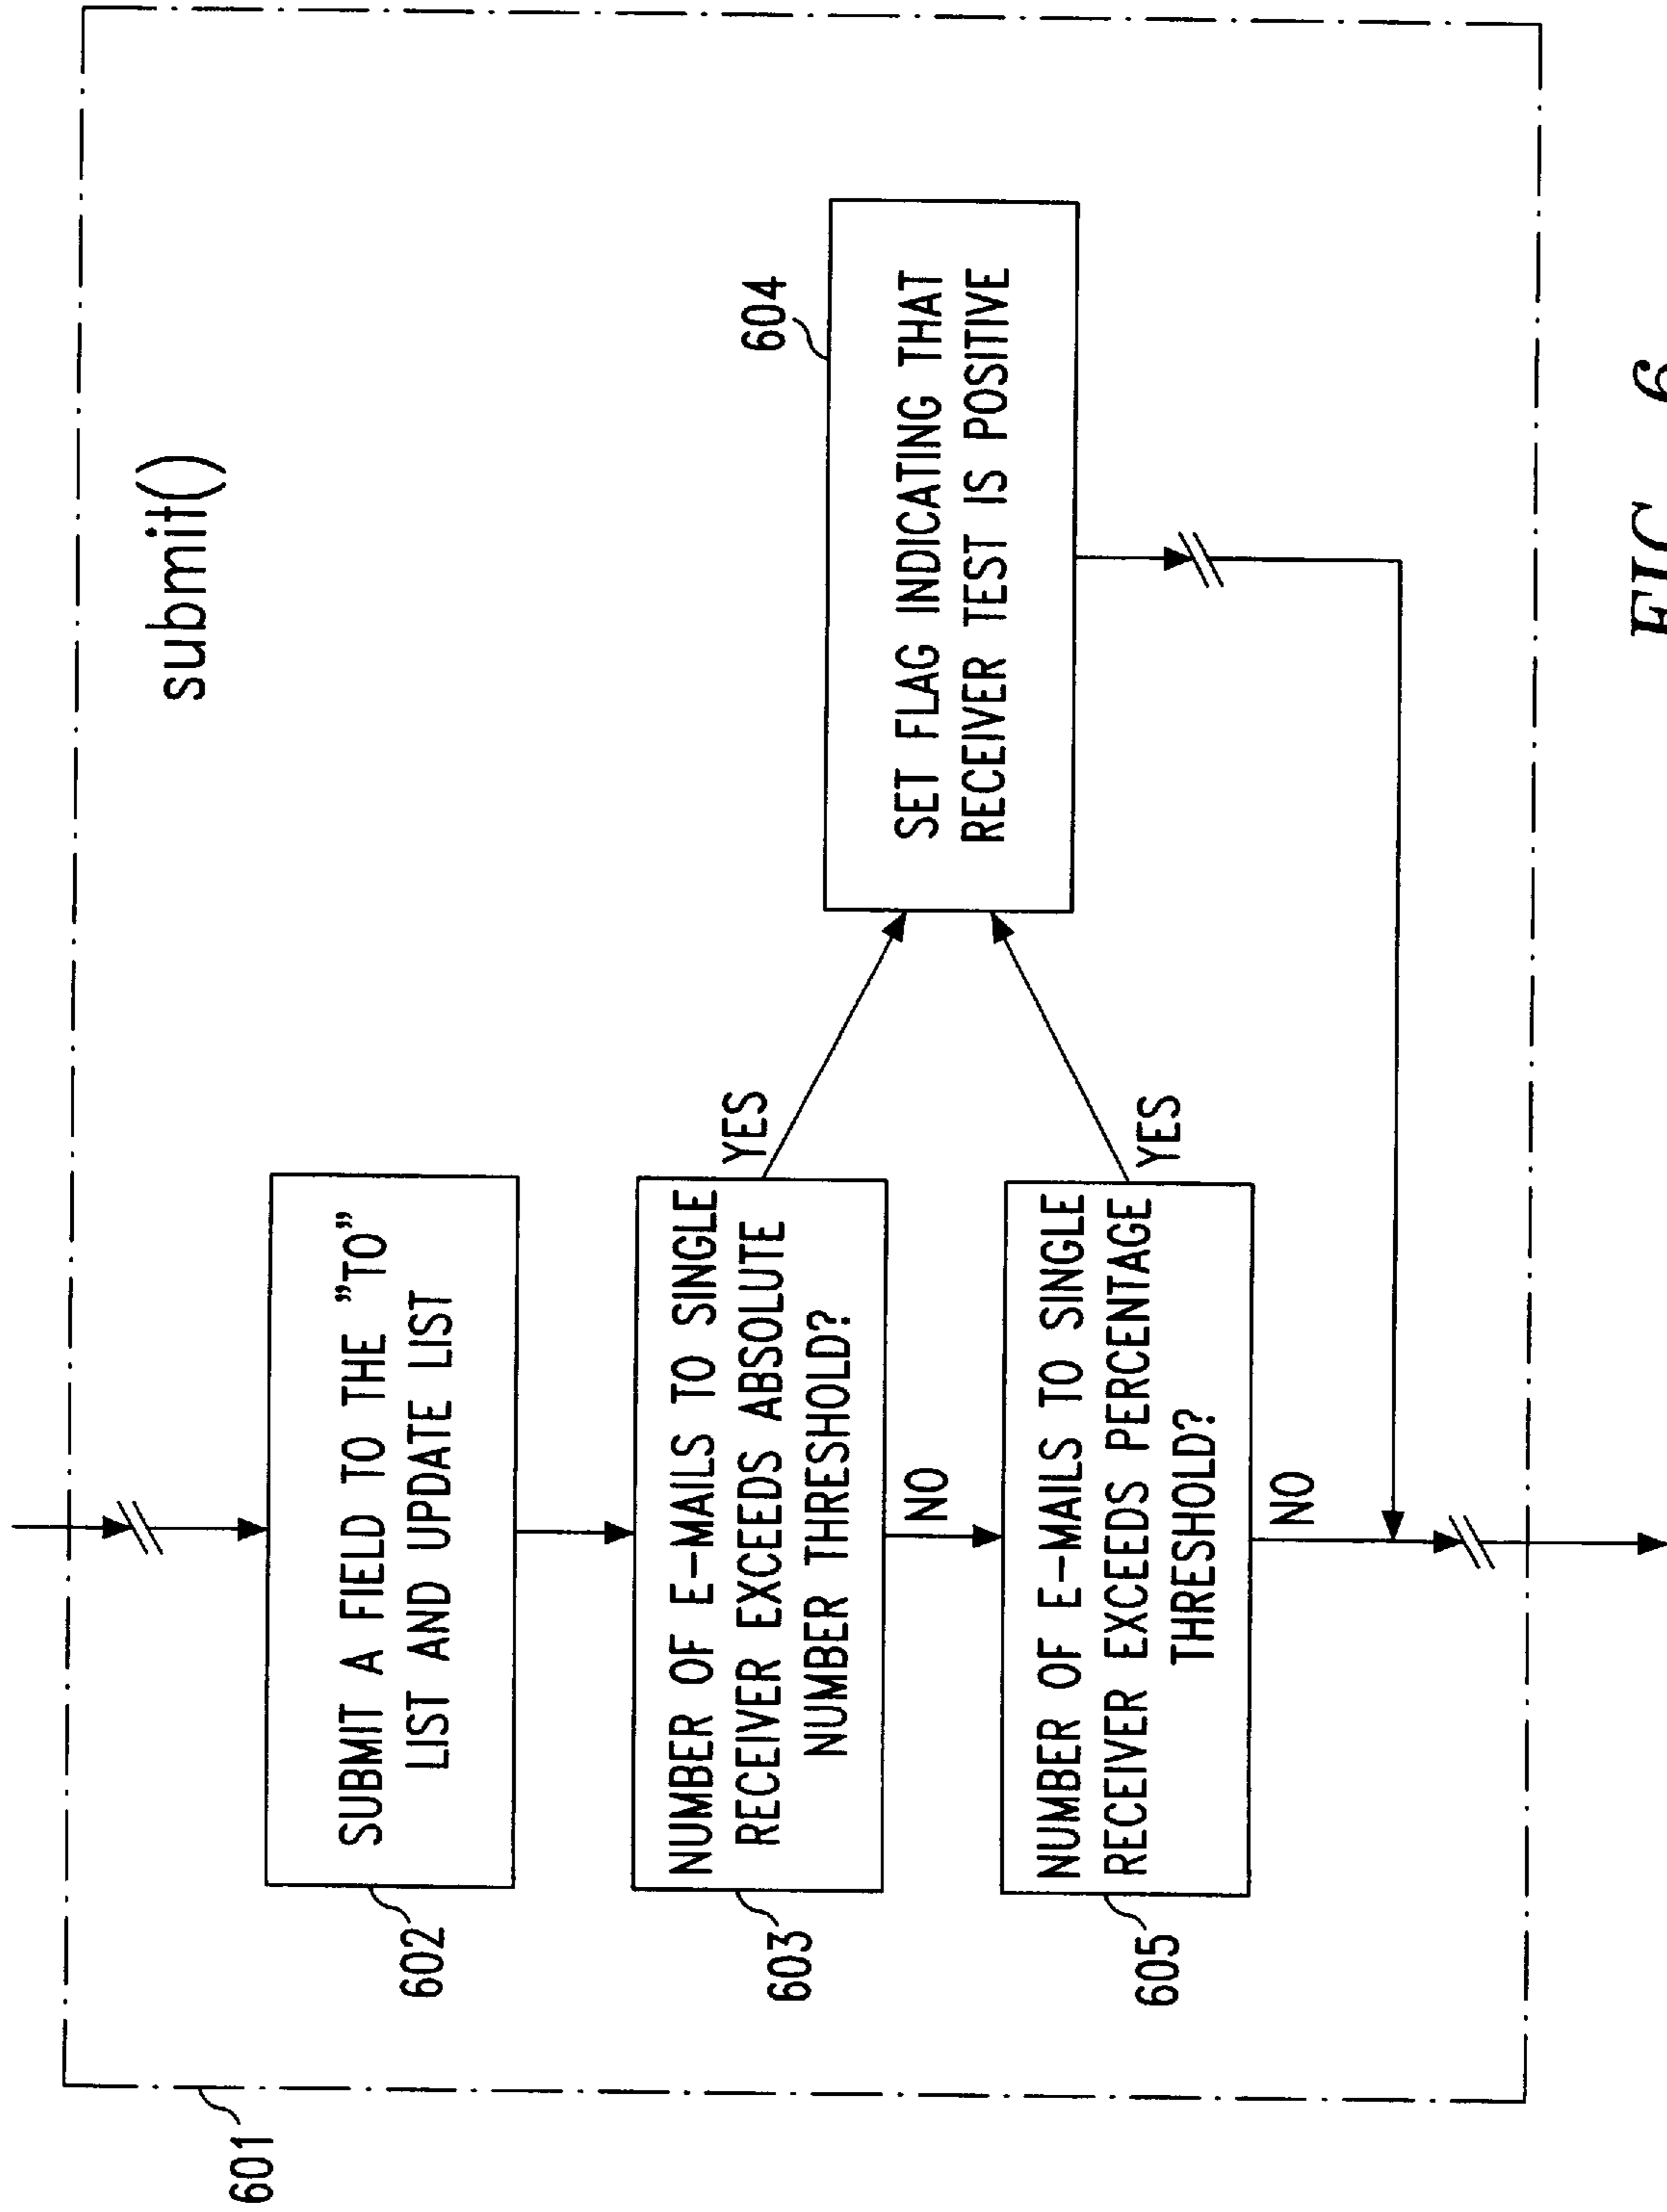 601
submit()
602
SUBMIT A FIELD TO THE "TO"
LIST AND UPDATE LIST
603
NUMBER OF E-MAILS TO SINGLE
RECEIVER EXCEEDS ABSOLUTE
NUMBER THRESHOLD?
YES
NO
604
SET FLAG INDICATING THAT
RECEIVER TEST IS POSITIVE
605
NUMBER OF E-MAILS TO SINGLE
RECEIVER EXCEEDS PERCENTAGE
THRESHOLD?
YES
NO
FIG. 6